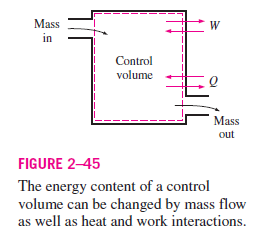 Mass
in
W
Control
volume
Q
Mass
out
FIGURE 2–45
The energy content of a control
volume can be changed by mass flow
as well as heat and work interactions.